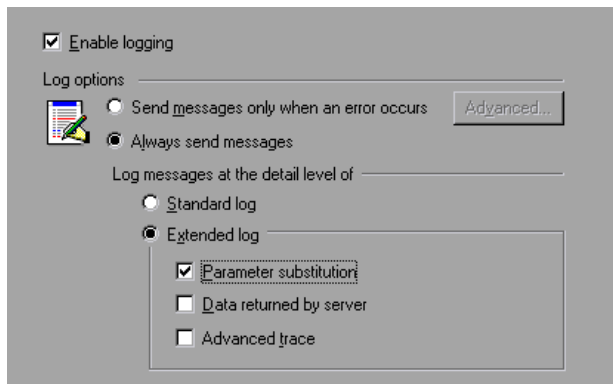 Enable logging
Log options
Send messages only when an error occurs
Advanced...
Always send messages
Log messages at the detail level of
Standard log
Extended log
Parameter substitution
Data returned by server
Advanced trace